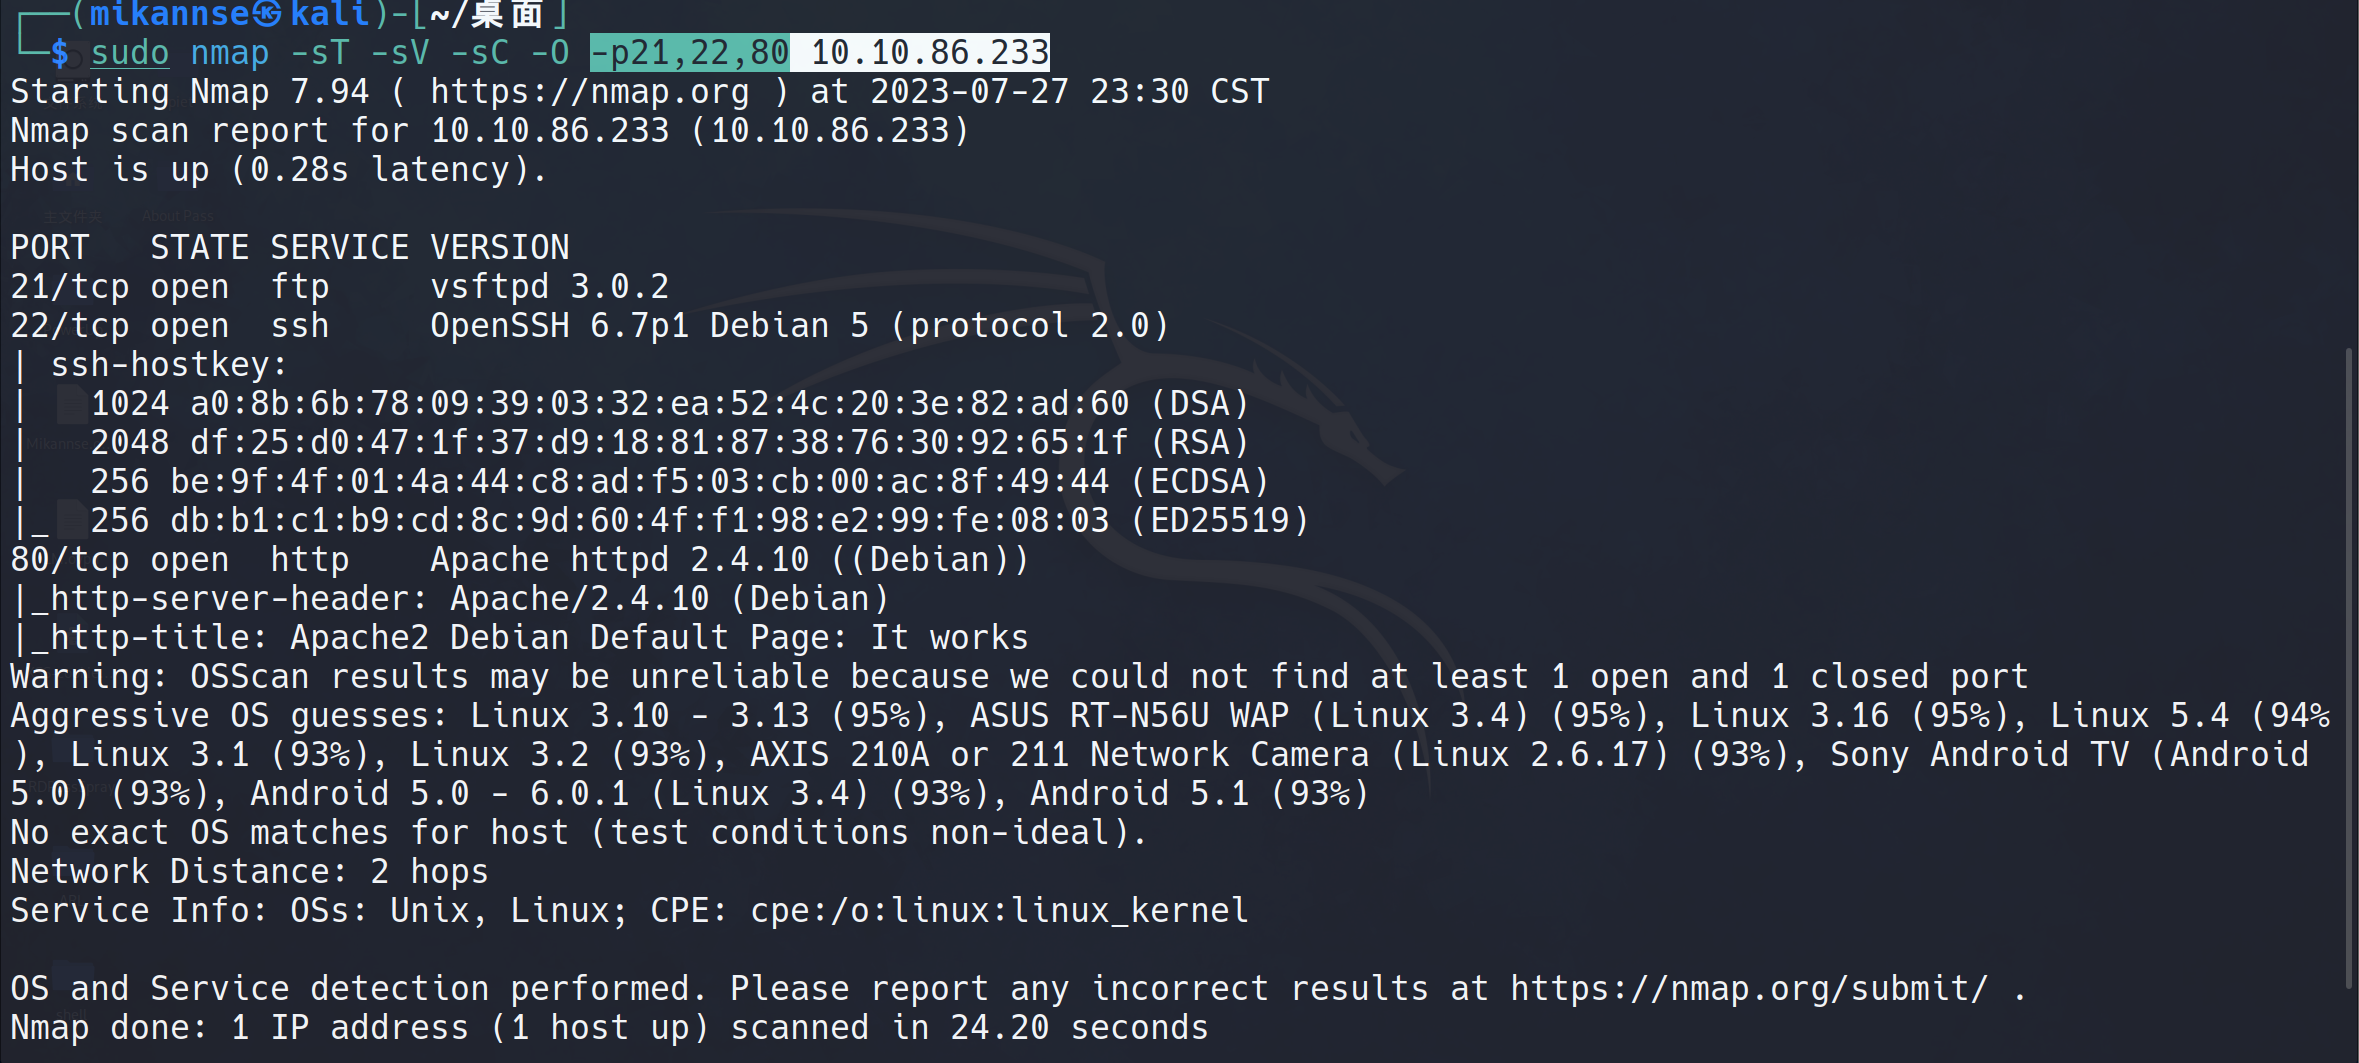 ┌──(mikannse㉿kali)-[~/桌面]
└─$ sudo nmap -sT -sV -sC -O -p21,22,80 10.10.86.233
Starting Nmap 7.94 ( https://nmap.org ) at 2023-07-27 23:30 CST
Nmap scan report for 10.10.86.233 (10.10.86.233)
Host is up (0.28s latency).
主文件夹 About Pass
PORT   STATE SERVICE VERSION
21/tcp open  ftp     vsftpd 3.0.2
22/tcp open  ssh     OpenSSH 6.7p1 Debian 5 (protocol 2.0)
| ssh-hostkey:
|   1024 a0:8b:6b:78:09:39:03:32:ea:52:4c:20:3e:82:ad:60 (DSA)
|   2048 df:25:d0:47:1f:37:d9:18:81:87:38:76:30:92:65:1f (RSA)
|   256 be:9f:4f:01:4a:44:c8:ad:f5:03:cb:00:ac:8f:49:44 (ECDSA)
|_  256 db:b1:c1:b9:cd:8c:9d:60:4f:f1:98:e2:99:fe:08:03 (ED25519)
80/tcp open  http    Apache httpd 2.4.10 ((Debian))
|_http-server-header: Apache/2.4.10 (Debian)
|_http-title: Apache2 Debian Default Page: It works
Warning: OSScan results may be unreliable because we could not find at least 1 open and 1 closed port
Aggressive OS guesses: Linux 3.10 - 3.13 (95%), ASUS RT-N56U WAP (Linux 3.4) (95%), Linux 3.16 (95%), Linux 5.4 (94%
), Linux 3.1 (93%), Linux 3.2 (93%), AXIS 210A or 211 Network Camera (Linux 2.6.17) (93%), Sony Android TV (Android
5.0) (93%), Android 5.0 - 6.0.1 (Linux 3.4) (93%), Android 5.1 (93%)
No exact OS matches for host (test conditions non-ideal).
Network Distance: 2 hops
Service Info: OSs: Unix, Linux; CPE: cpe:/o:linux:linux_kernel
OS and Service detection performed. Please report any incorrect results at https://nmap.org/submit/ .
Nmap done: 1 IP address (1 host up) scanned in 24.20 seconds